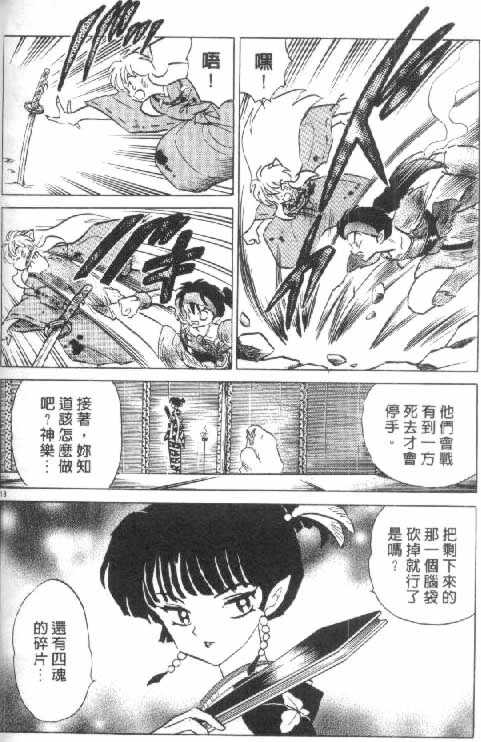 嘿！
唔！
他們會戰
有到一方
死去才會
停手。
接著，妳知
道該怎麼做
吧？神樂…
18
把剩下來的
那一個腦袋
砍掉就行了
是嗎？
還有四魂
的碎片…